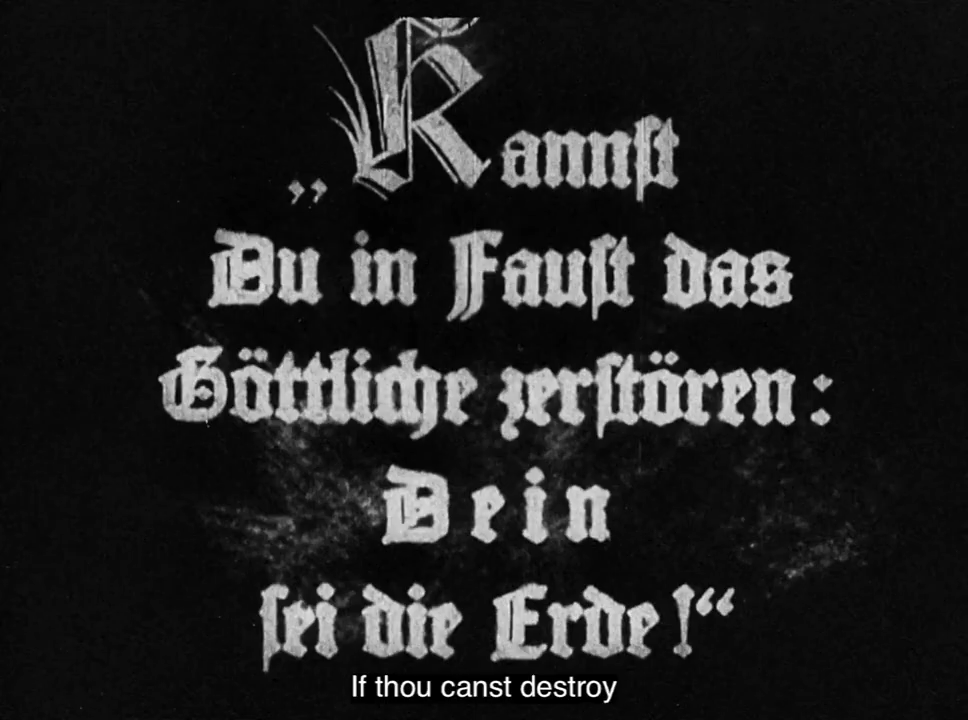 „Kannst
Du in Faust das
Göttliche zerstören:
Dein
sei die Erde!“
If thou canst destroy